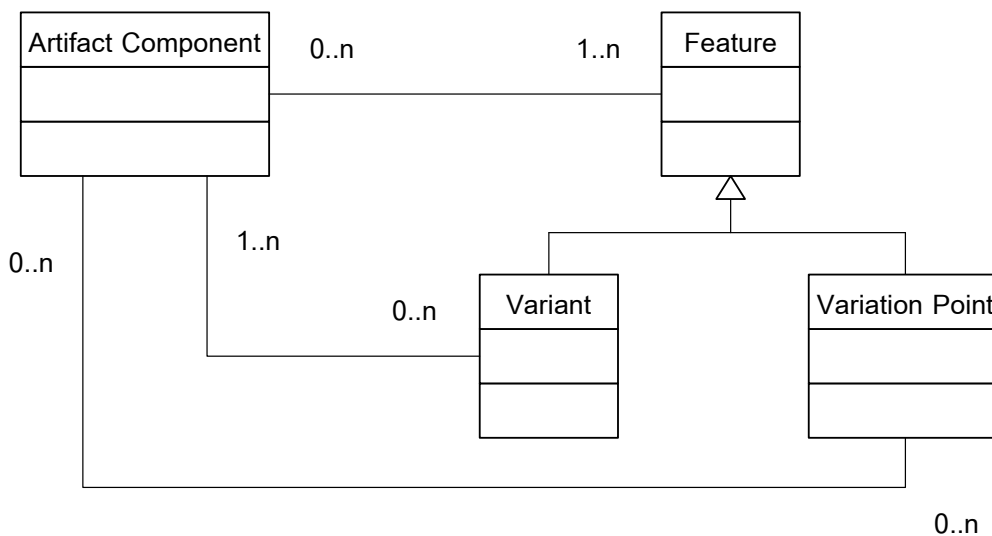 Artifact Component
Feature
0..n
1..n
1..n
0..n
0..n
Variant
Variation Point
0..n